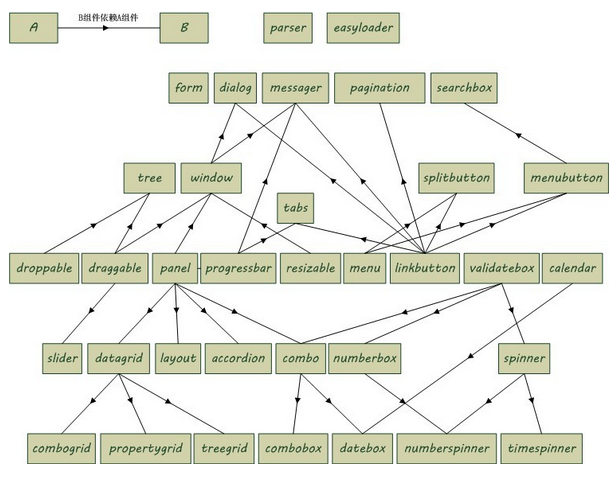 A
B组件依赖A组件
B
parser
easyloader
form
dialog
messager
pagination
searchbox
tree
window
splitbutton
menubutton
tabs
droppable
draggable
panel
progressbar
resizable
menu
linkbutton
validatebox
calendar
slider
datagrid
layout
accordion
combo
numberbox
spinner
combogrid
propertygrid
treegrid
combobox
datebox
numberspinner
timespinner